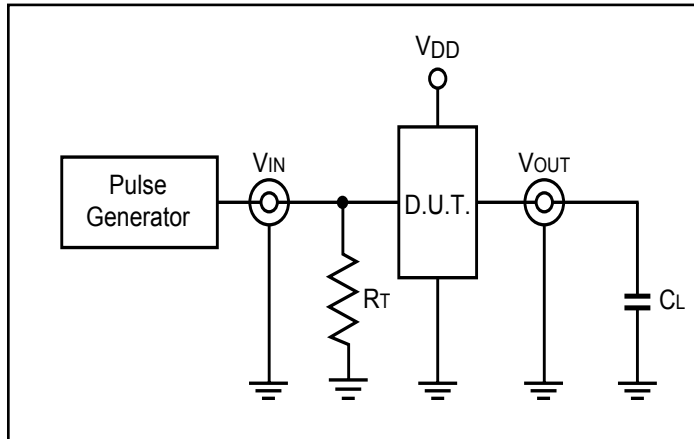 VDD
Pulse
Generator
VIN
D.U.T.
VOUT
RT
CL